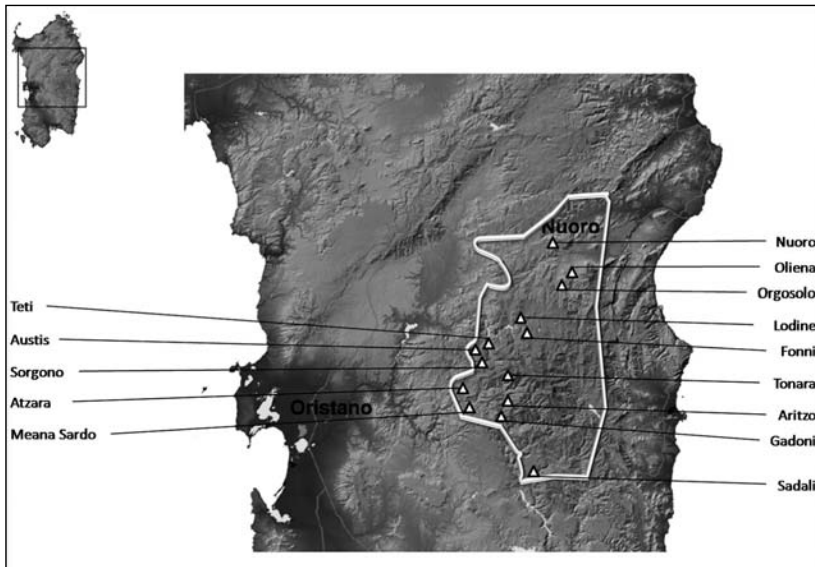 Nuoro
Oristano
Teti
Austis
Sorgono
Atzara
Meana Sardo
Nuoro
Oliena
Orgosolo
Lodine
Fonni
Tonara
Aritzo
Gadoni
Sadali